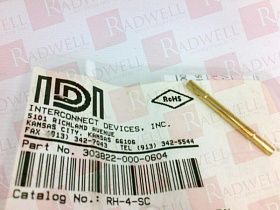 RADWELL
IDI
RoHS
INTERCONNECT DEVICES, INC.
5101 RICHLAND AVENUE
KANSAS CITY, KANSAS 66106
FAX (913) 342-7043 TEL (913) 342-5544
Part No. 303822-000-0604
Catalog No.: RH-4-SC